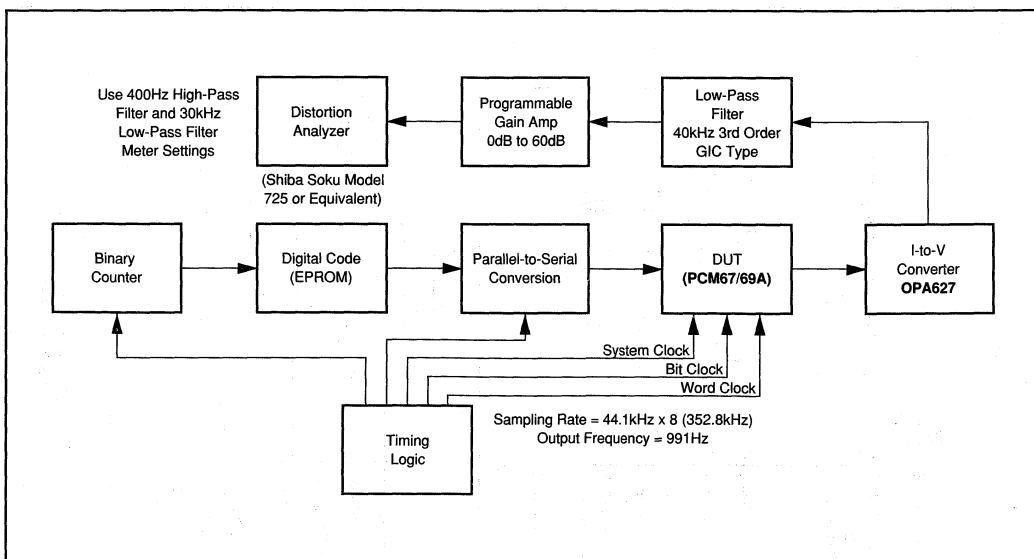 Use 400Hz High-Pass
Filter and 30kHz
Low-Pass Filter
Meter Settings
Distortion
Analyzer
(Shiba Soku Model
725 or Equivalent)
Programmable
Gain Amp
0dB to 60dB
Low-Pass
Filter
40kHz 3rd Order
GIC Type
Binary
Counter
Digital Code
(EPROM)
Parallel-to-Serial
Conversion
DUT
(PCM67/69A)
I-to-V
Converter
OPA627
System Clock
Bit Clock
Word Clock
Timing
Logic
Sampling Rate = 44.1kHz x 8 (352.8kHz)
Output Frequency = 991Hz